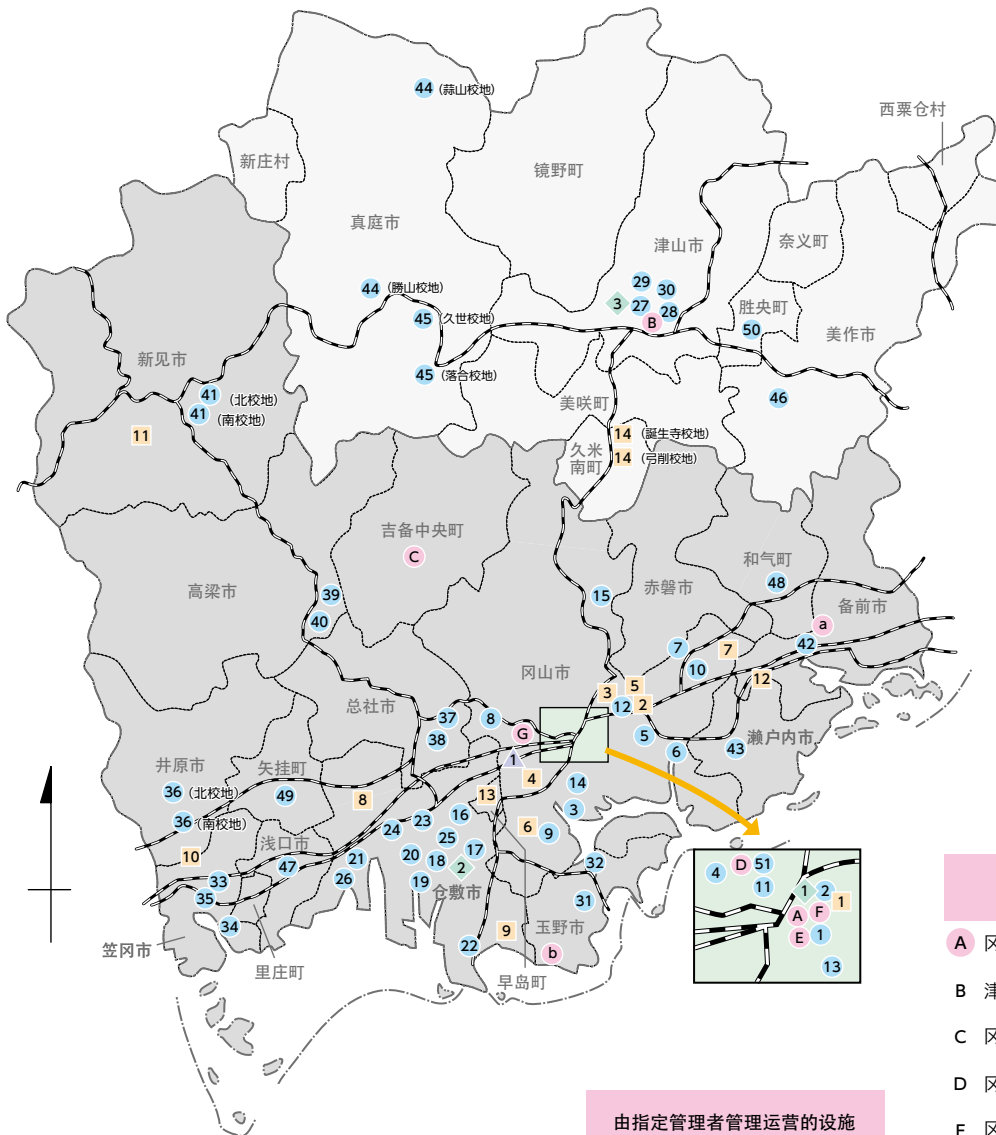 44 (蒜山校地)
西粟仓村
新庄村
镜野町
真庭市
津山市
奈义町
29
30
44 (勝山校地)
3
27
28
B
胜央町
50
45 (久世校地)
美作市
新见市
45 (落合校地)
46
41 (北校地)
41 (南校地)
美咲町
11
14 (誕生寺校地)
久米
南町
14 (弓削校地)
吉备中央町
C
和气町
48
高梁市
39
40
15
赤磐市
备前市
a
42
7
7
10
冈山市
12
3
5
2
12
总社市
37
38
8
G
5
6
43
濑户内市
1
4
井原市
矢掛町
36 (北校地)
49
8
13
14
3
36 (南校地)
16
6
9
24
23
25
浅口市
10
47
21
20
18
17
32
33
26
19
2
仓敷市
31
35
34
22
9
玉野市
b
笠冈市
里庄町
早岛町
4
D
51
11
1
2
1
A
F
E
1
13
A 冈
B 津
C 冈
D 冈
E 冈
由指定管理者管理运营的设施